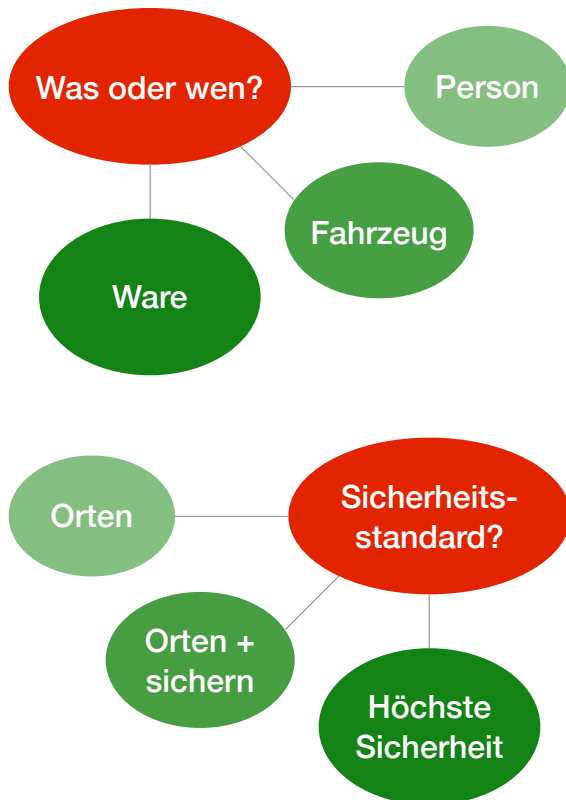 Was oder wen?
Person
Fahrzeug
Ware
Sicherheits-
standard?
Orten
Orten +
sichern
Höchste
Sicherheit